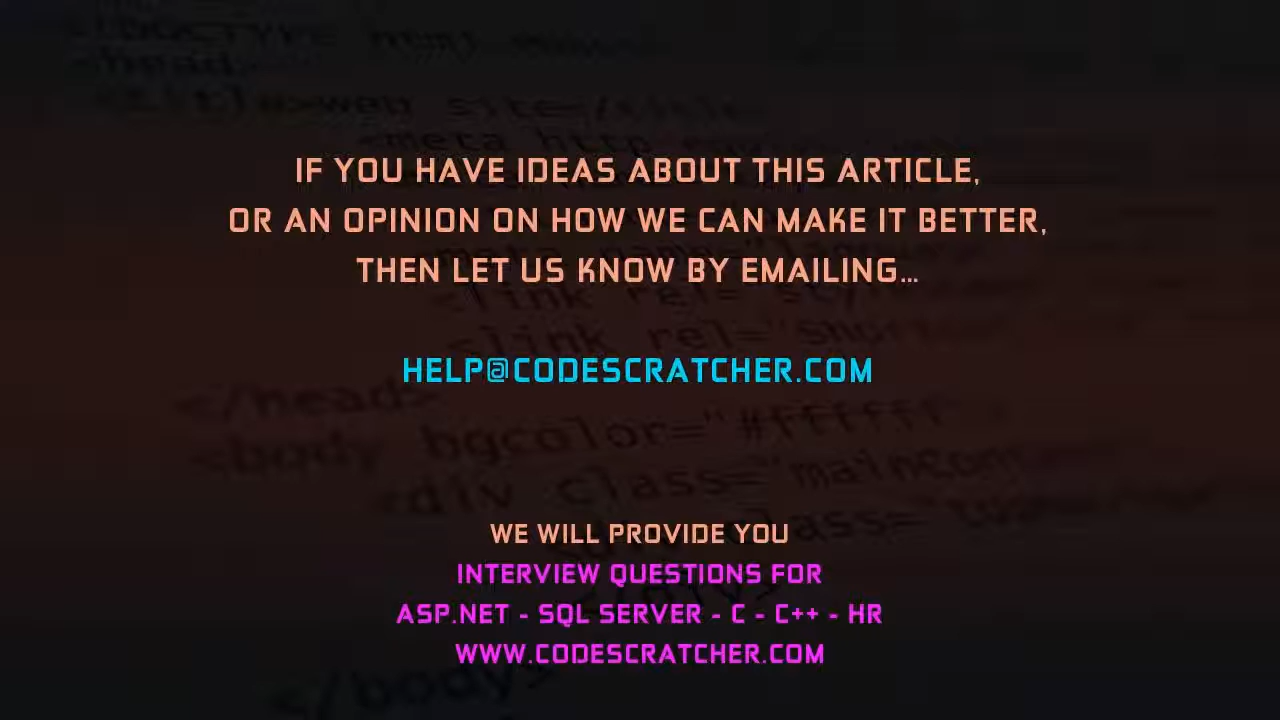 IF YOU HAVE IDEAS ABOUT THIS ARTICLE,
OR AN OPINION ON HOW WE CAN MAKE IT BETTER,
THEN LET US KNOW BY EMAILING...
HELP@CODESCRATCHER.COM
WE WILL PROVIDE YOU
INTERVIEW QUESTIONS FOR
ASP.NET - SQL SERVER - C - C++ - HR
WWW.CODESCRATCHER.COM